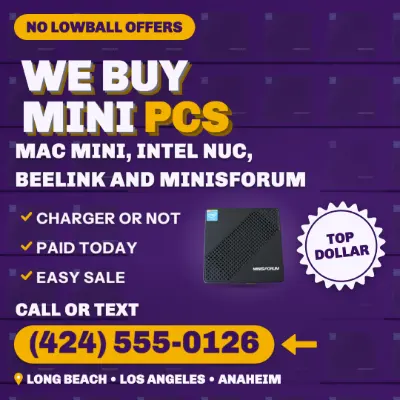 NO LOWBALL OFFERS
WE BUY
MINI PCS
MAC MINI, INTEL NUC,
BEELINK AND MINISFORUM
CHARGER OR NOT
PAID TODAY
EASY SALE
MINISFORUM
TOP
DOLLAR
CALL OR TEXT
(424) 555-0126
LONG BEACH • LOS ANGELES • ANAHEIM